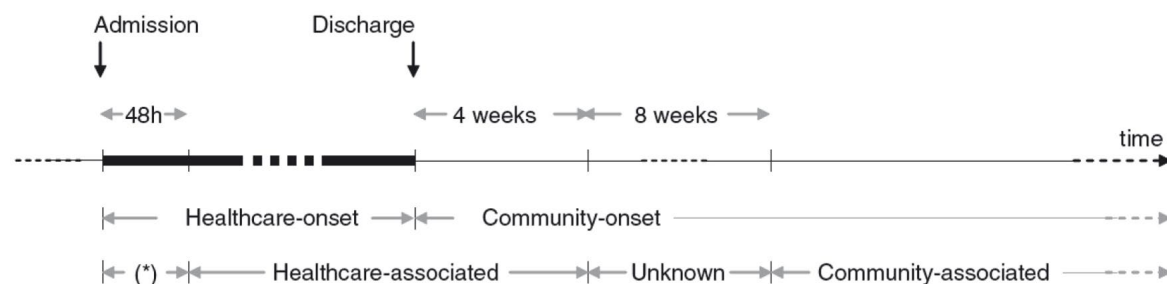 Admission Discharge
48h 4 weeks 8 weeks
time
Healthcare-onset Community-onset
(*) Healthcare-associated Unknown Community-associated